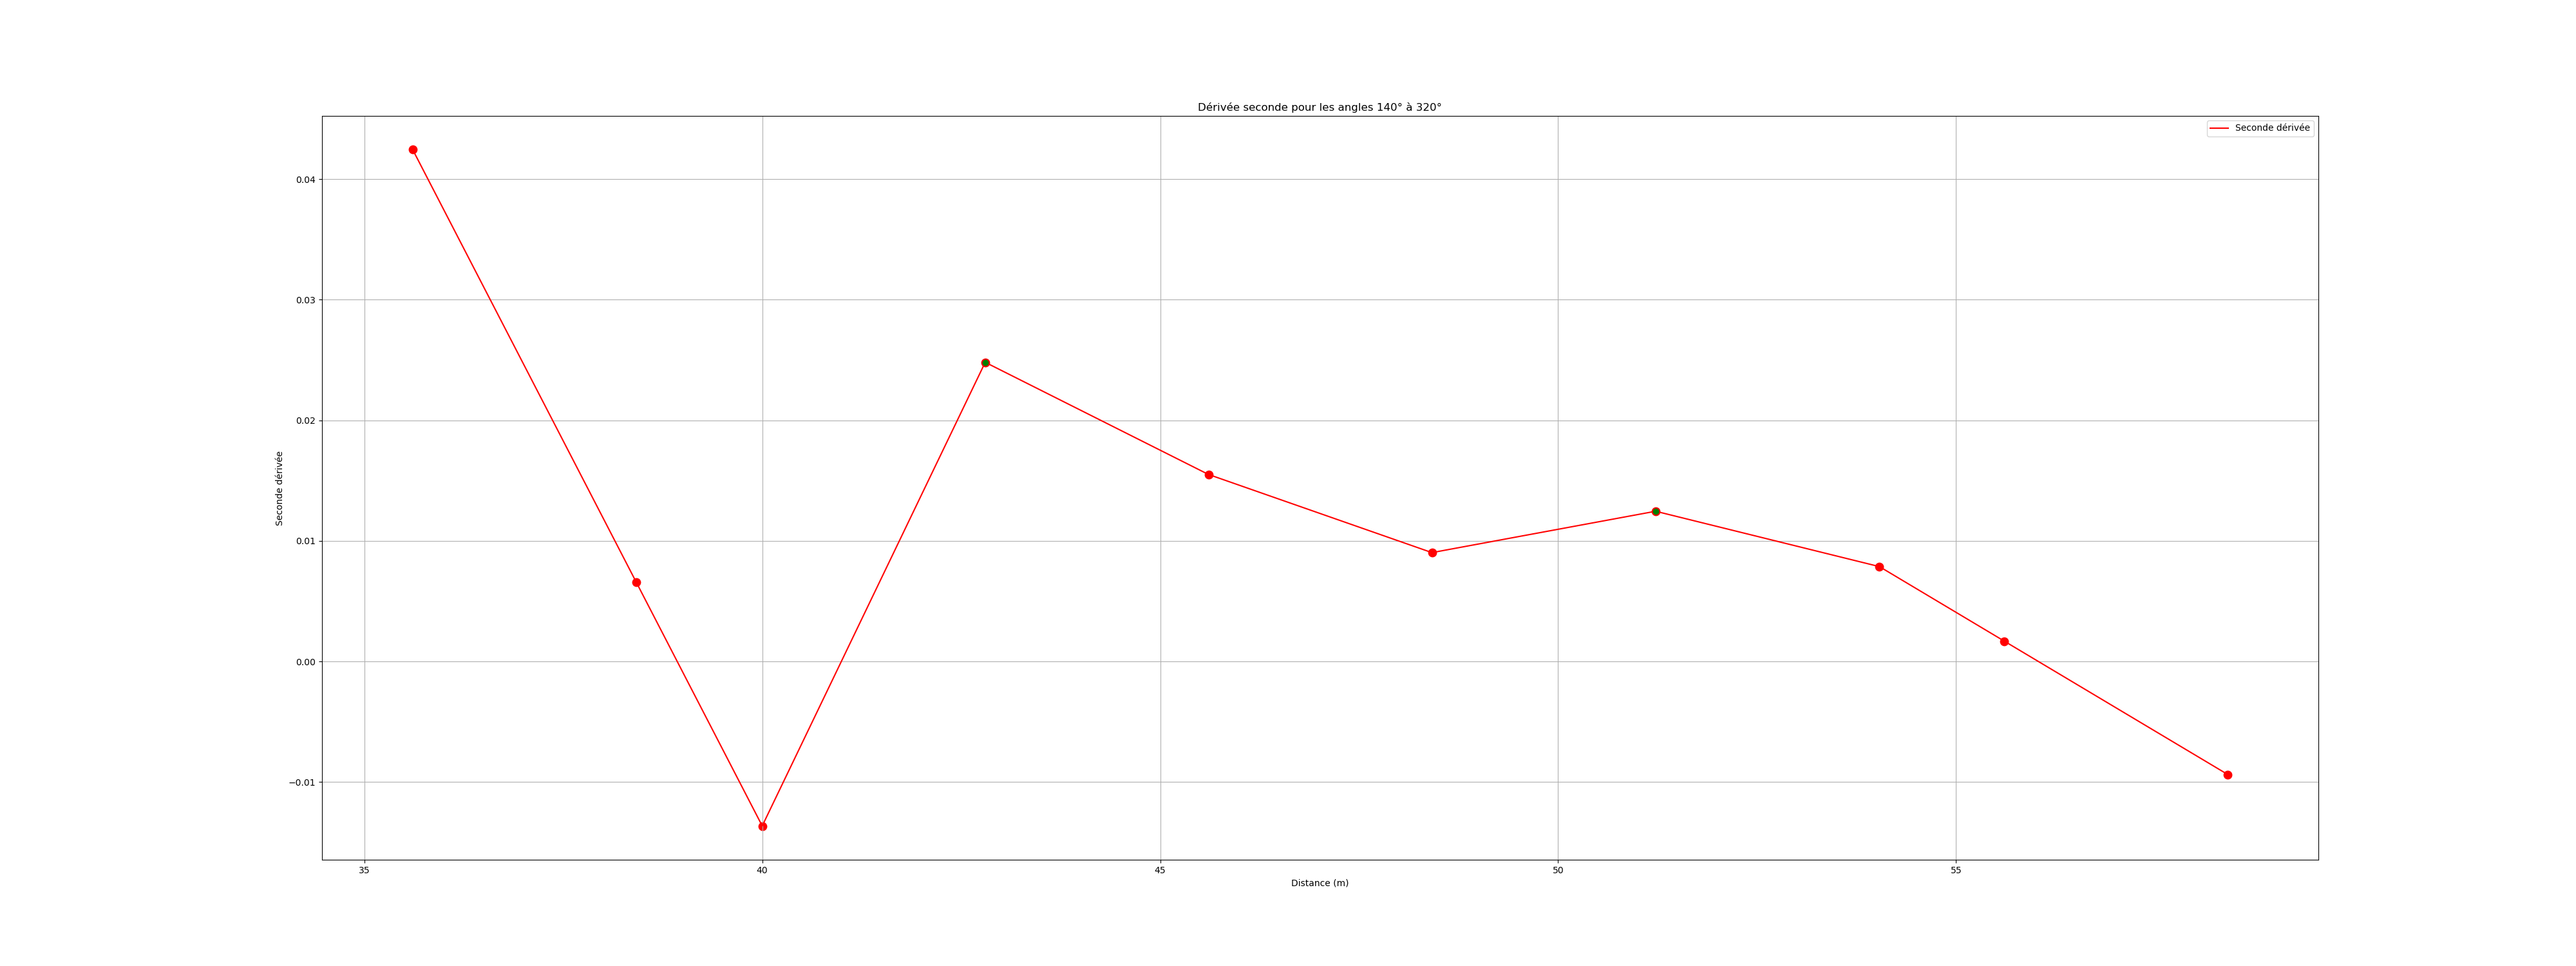 Dérivée seconde pour les angles 140° à 320°
Seconde dérivée
0.04
0.03
0.02
0.01
0.00
−0.01
Seconde dérivée
35
40
45
50
55
Distance (m)